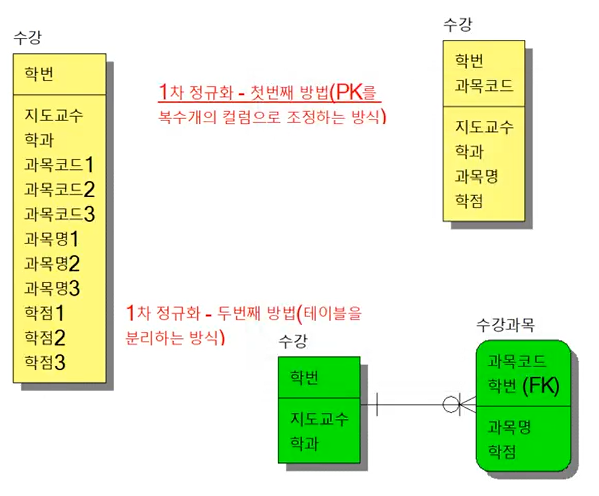 수강
학번
지도교수
학과
과목코드1
과목코드2
과목코드3
과목명1
과목명2
과목명3
학점1
학점2
학점3
1차 정규화 - 첫번째 방법(PK를
복수개의 컬럼으로 조정하는 방식)
수강
학번
과목코드
지도교수
학과
과목명
학점
1차 정규화 - 두번째 방법(테이블을
분리하는 방식)
수강
학번
지도교수
학과
수강과목
과목코드
학번 (FK)
과목명
학점